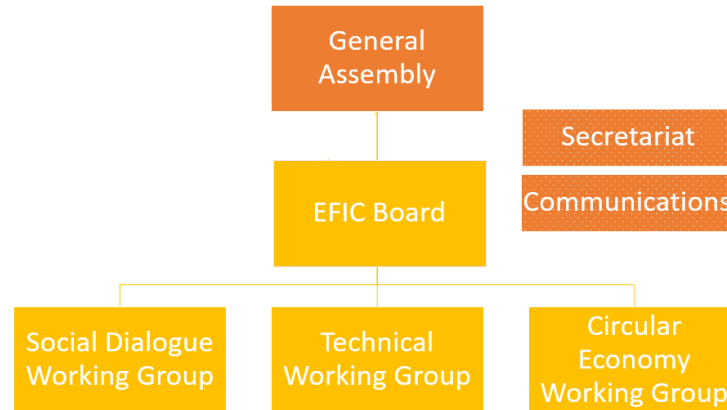 General
Assembly
Secretariat
Communications
EFIC Board
Social Dialogue
Working Group
Technical
Working Group
Circular
Economy
Working Group